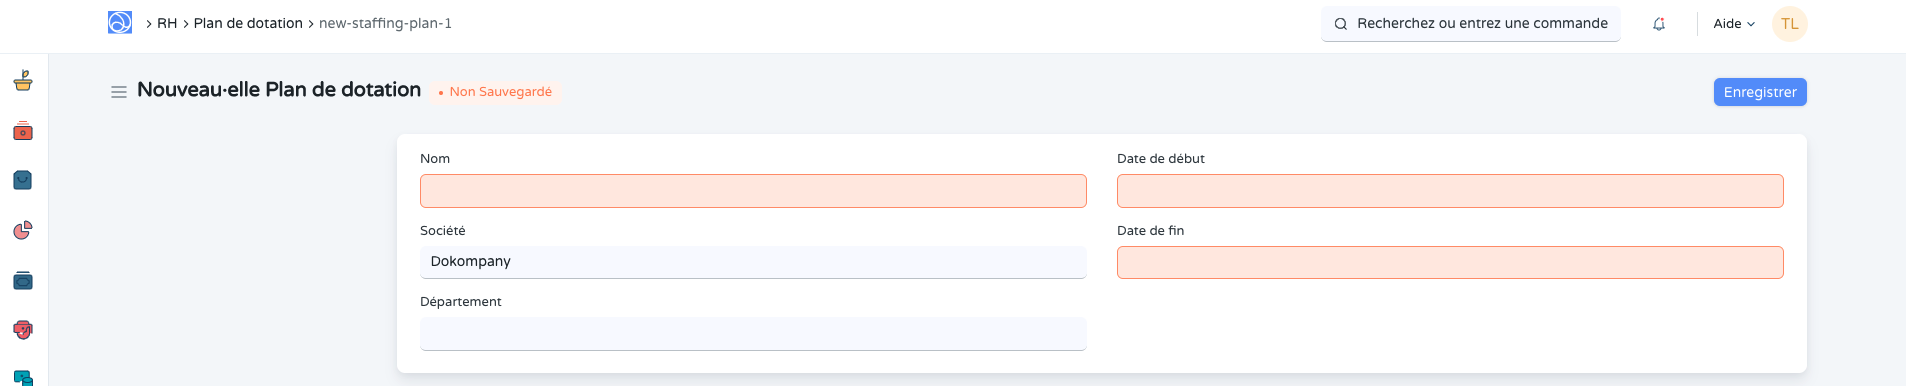 RH Plan de dotation new-staffing-plan-1
Recherchez ou entrez une commande
Aide
TL
Nouveau·elle Plan de dotation
• Non Sauvegardé
Enregistrer
Nom
Date de début
Société
Date de fin
Dokompany
Département